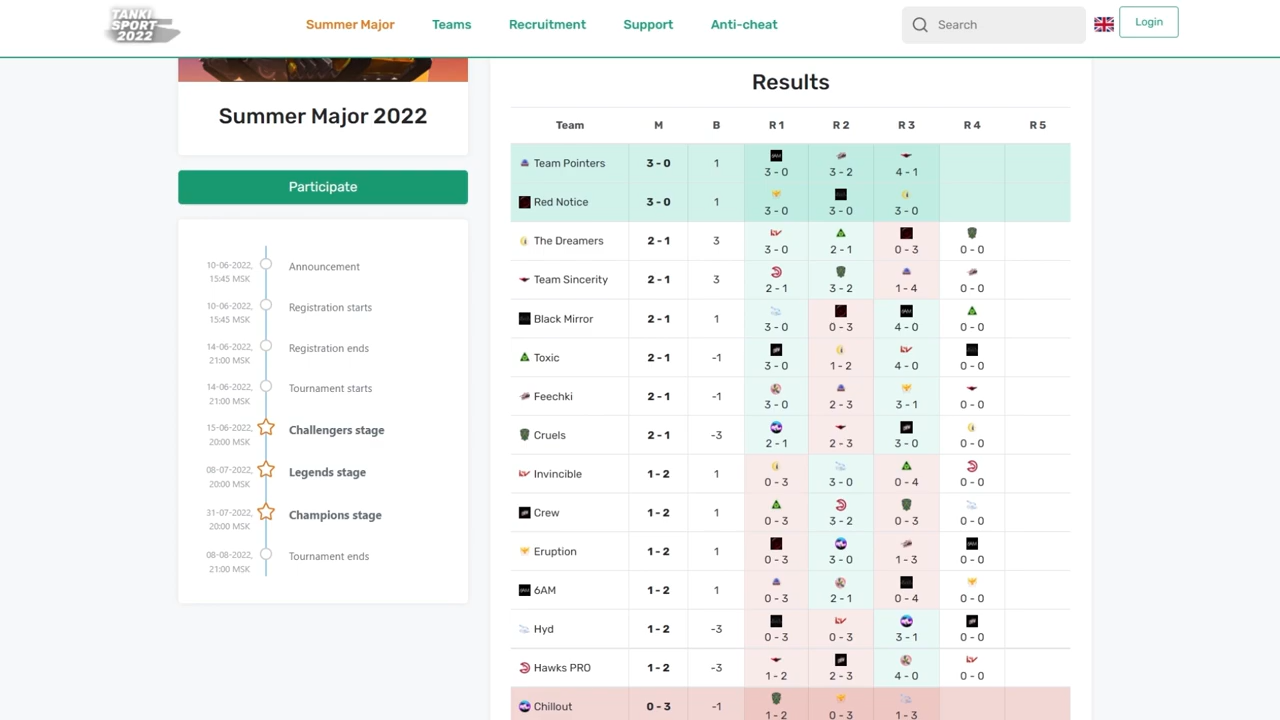 TANKI
SPORT
2022
Summer Major
Teams
Recruitment
Support
Anti-cheat
Search
Login
Summer Major 2022
Participate
10-06-2022,
15:45 MSK
Announcement
10-06-2022,
15:45 MSK
Registration starts
14-06-2022,
21:00 MSK
Registration ends
14-06-2022,
21:00 MSK
Tournament starts
15-06-2022,
20:00 MSK
Challengers stage
08-07-2022,
20:00 MSK
Legends stage
31-07-2022,
20:00 MSK
Champions stage
08-08-2022,
21:00 MSK
Tournament ends
Results
Team M B R 1 R 2 R 3 R 4 R 5
Team Pointers 3 - 0 1 3 - 0 3 - 2 4 - 1
Red Notice 3 - 0 1 3 - 0 3 - 0 3 - 0
The Dreamers 2 - 1 3 3 - 0 2 - 1 0 - 3 0 - 0
Team Sincerity 2 - 1 3 2 - 1 3 - 2 1 - 4 0 - 0
Black Mirror 2 - 1 1 3 - 0 0 - 3 4 - 0 0 - 0
Toxic 2 - 1 -1 3 - 0 1 - 2 4 - 0 0 - 0
Feechki 2 - 1 -1 3 - 0 2 - 3 3 - 1 0 - 0
Cruels 2 - 1 -3 2 - 1 2 - 3 3 - 0 0 - 0
Invincible 1 - 2 1 0 - 3 3 - 0 0 - 4 0 - 0
Crew 1 - 2 1 0 - 3 3 - 2 0 - 3 0 - 0
Eruption 1 - 2 1 0 - 3 3 - 0 1 - 3 0 - 0
6AM 1 - 2 1 0 - 3 2 - 1 0 - 4 0 - 0
Hyd 1 - 2 -3 0 - 3 0 - 3 3 - 1 0 - 0
Hawks PRO 1 - 2 -3 1 - 2 2 - 3 4 - 0 0 - 0
Chillout 0 - 3 -1 1 - 2 0 - 3 1 - 3